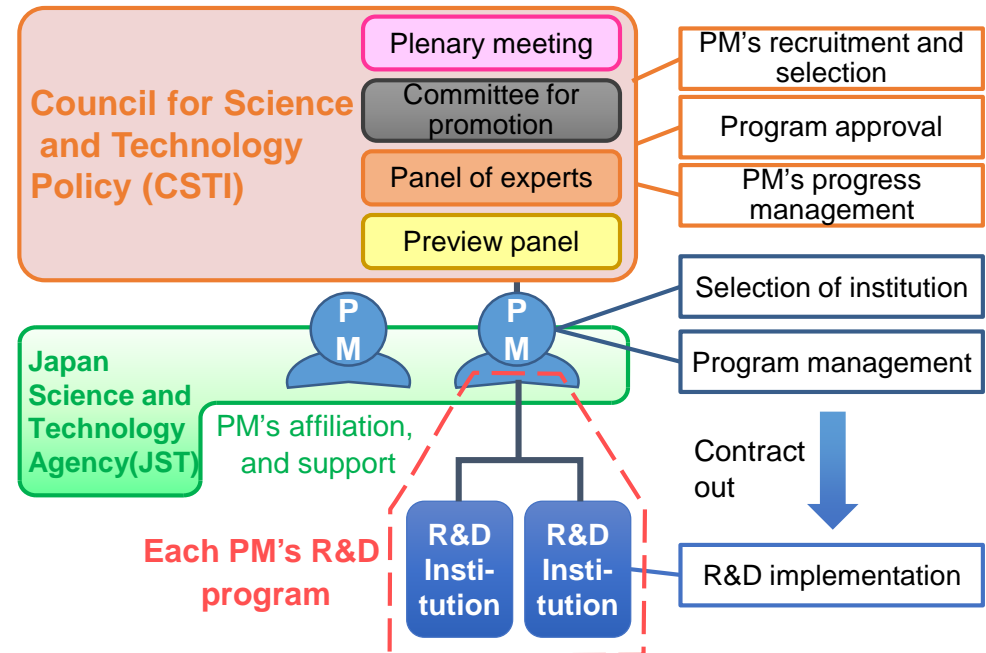 Council for Science
and Technology
Policy (CSTI)
Plenary meeting
Committee for
promotion
Panel of experts
Preview panel
PM's recruitment and
selection
Program approval
PM's progress
management
Selection of institution
Program management
P
M
P
M
Japan
Science and
Technology
Agency(JST)
PM's affiliation,
and support
Contract
out
Each PM's R&D
program
R&D
Insti-
tution
R&D
Insti-
tution
R&D implementation